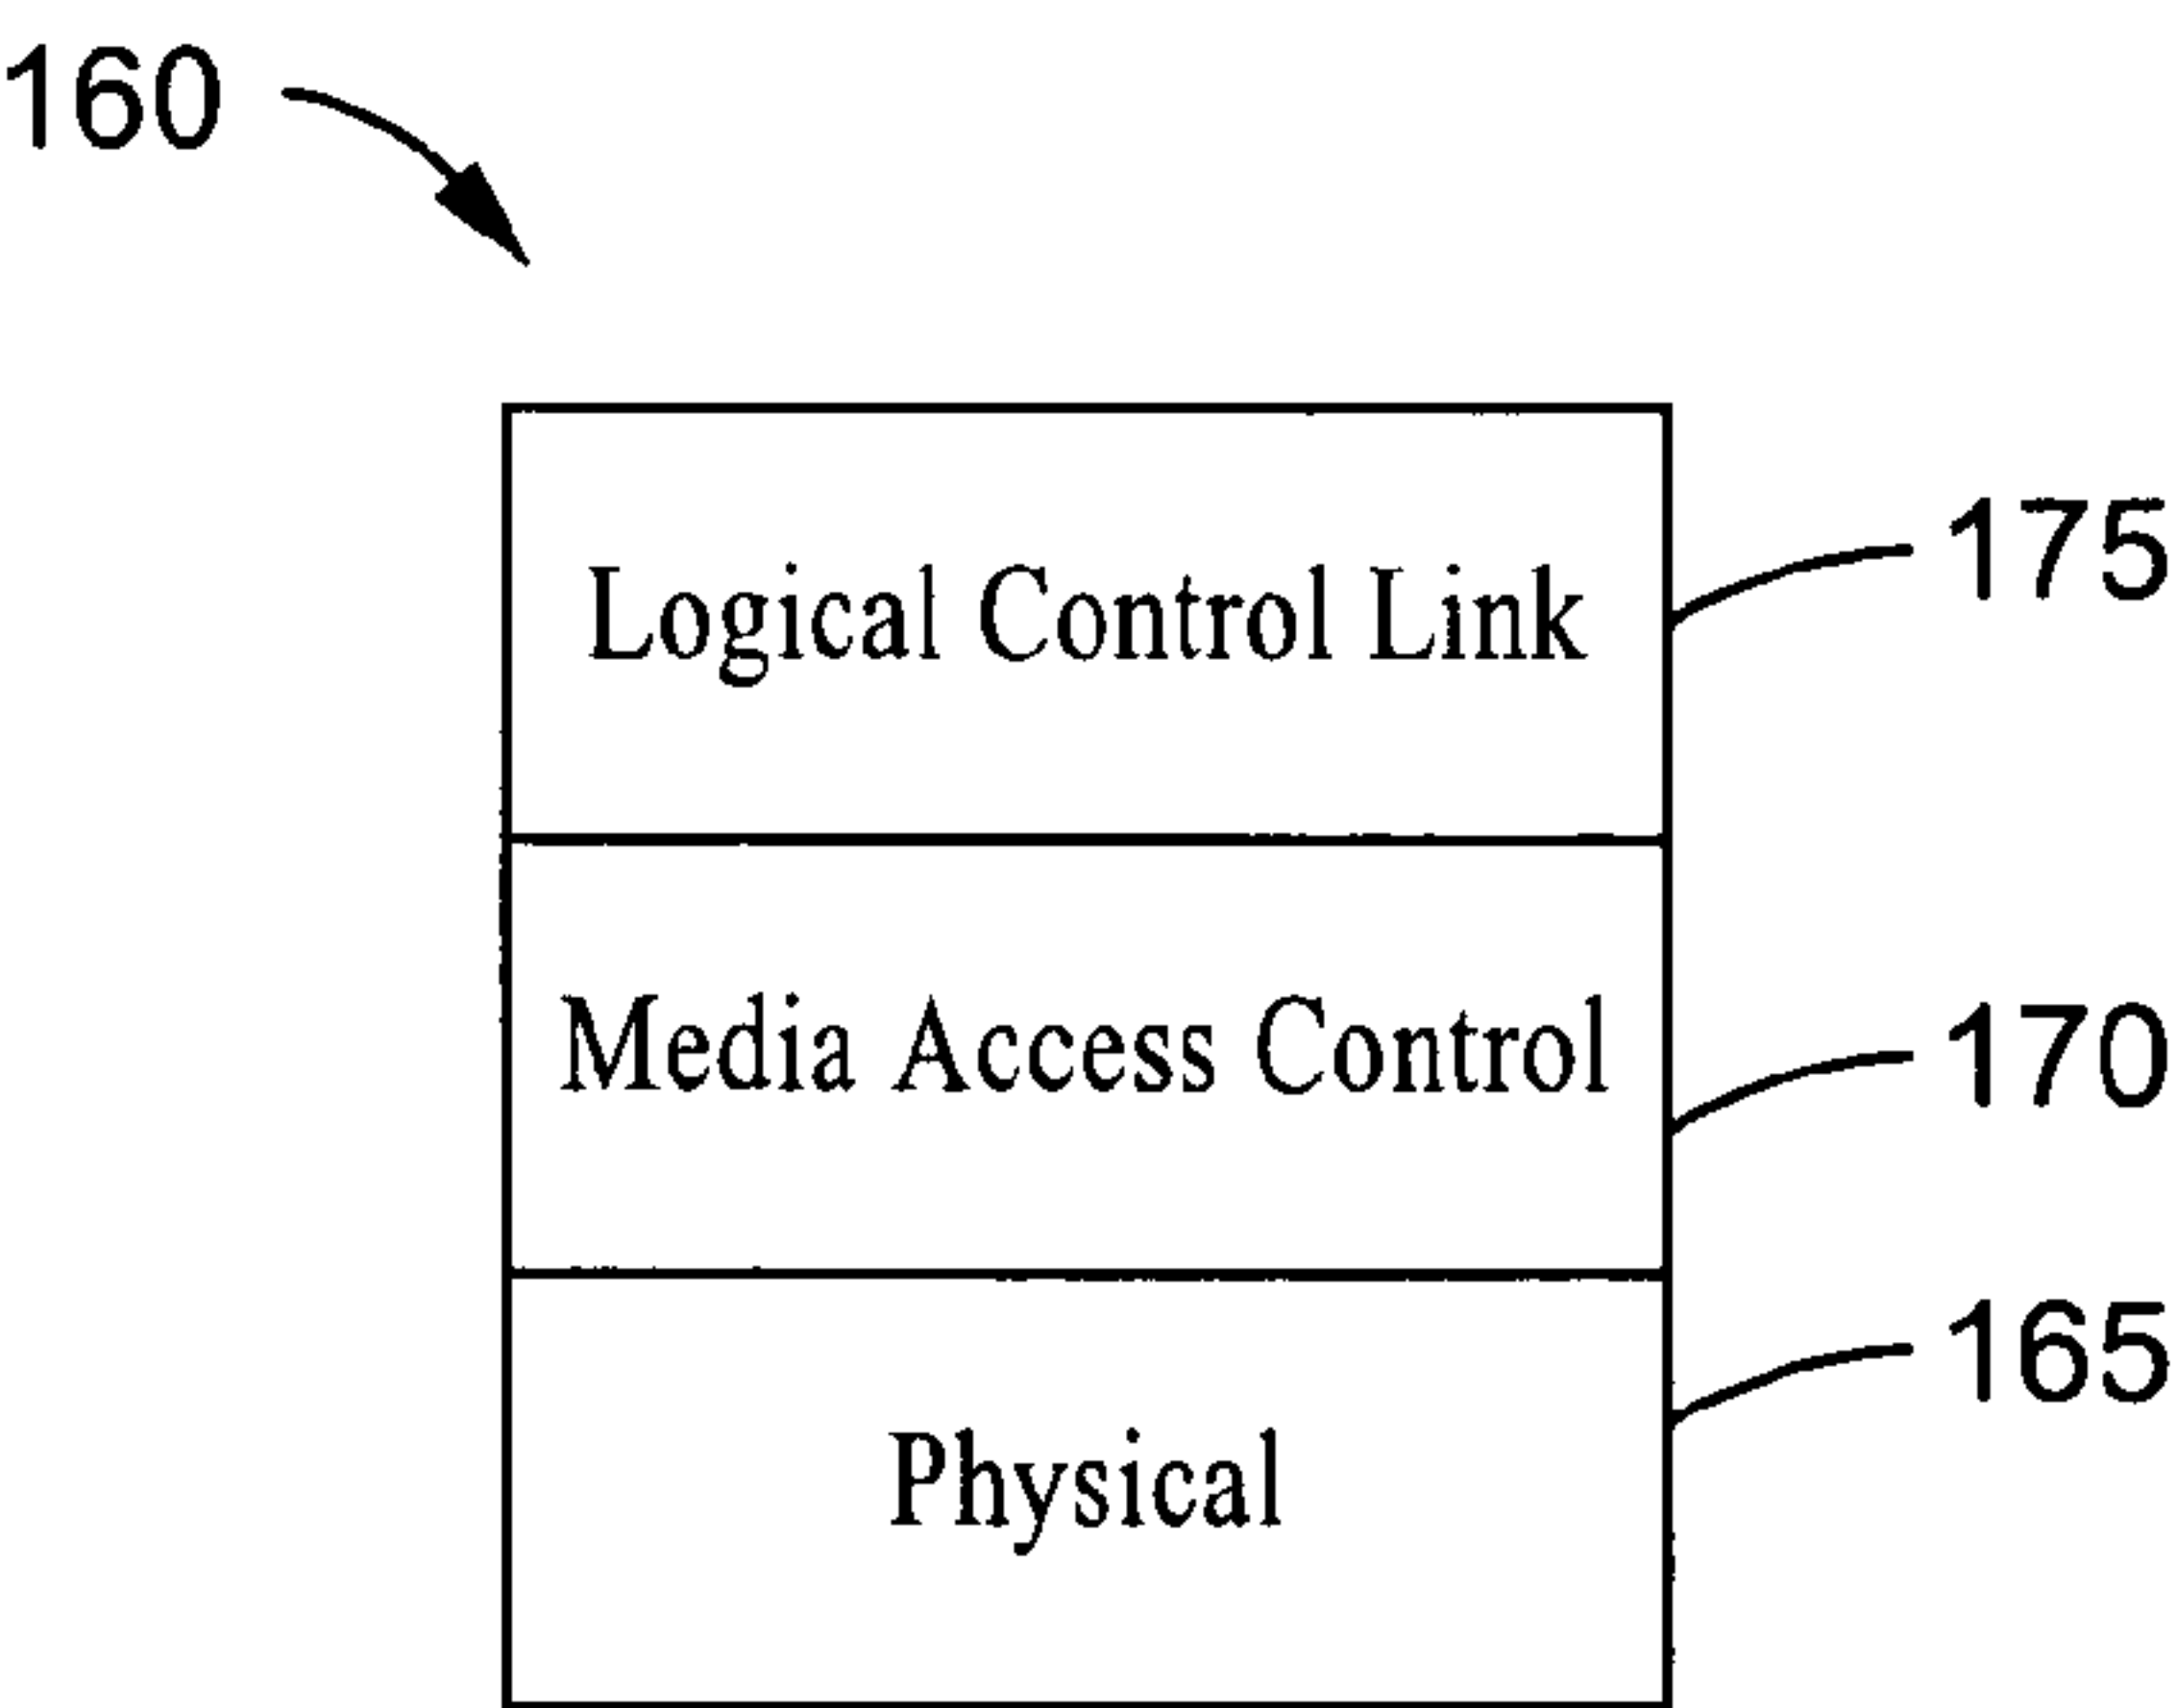 160
Logical Control Link
175
Media Access Control
170
Physical
165